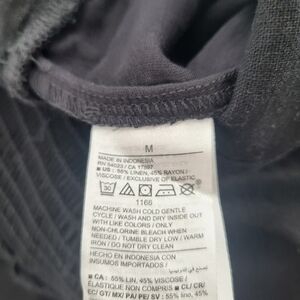 M
MADE IN INDONESIA
RN 54023 / CA 17897
■ US : 55% LINEN, 45% RAYON /
VISCOSE / EXCLUSIVE OF ELASTIC
30
1166
MACHINE WASH COLD GENTLE
CYCLE / WASH AND DRY INSIDE OUT
WITH LIKE COLORS / ONLY
NON-CHLORINE BLEACH WHEN
NEEDED / TUMBLE DRY LOW / WARM
IRON / DO NOT DRY CLEAN
HECHO EN INDONESIA CON
INSUMOS IMPORTADOS /
■ CA : 55% LIN, 45% VISCOSE /
ÉLASTIQUE NON COMPRIS ■ CL/CR/
EC/GT/MX/PA/PE/SV : 55% lino, 45%